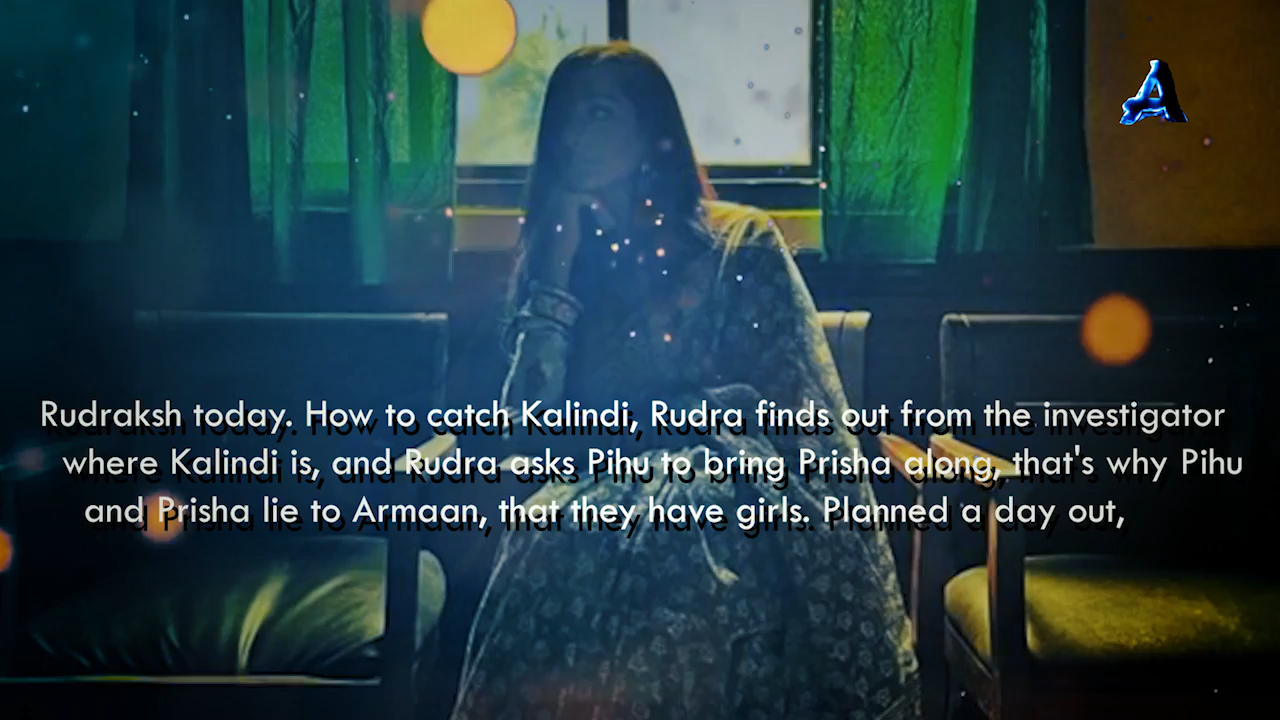 A
Rudraksh today. How to catch Kalindi, Rudra finds out from the investigator
where Kalindi is, and Rudra asks Pihu to bring Prisha along, that's why Pihu
and Prisha lie to Armaan, that they have girls. Planned a day out,